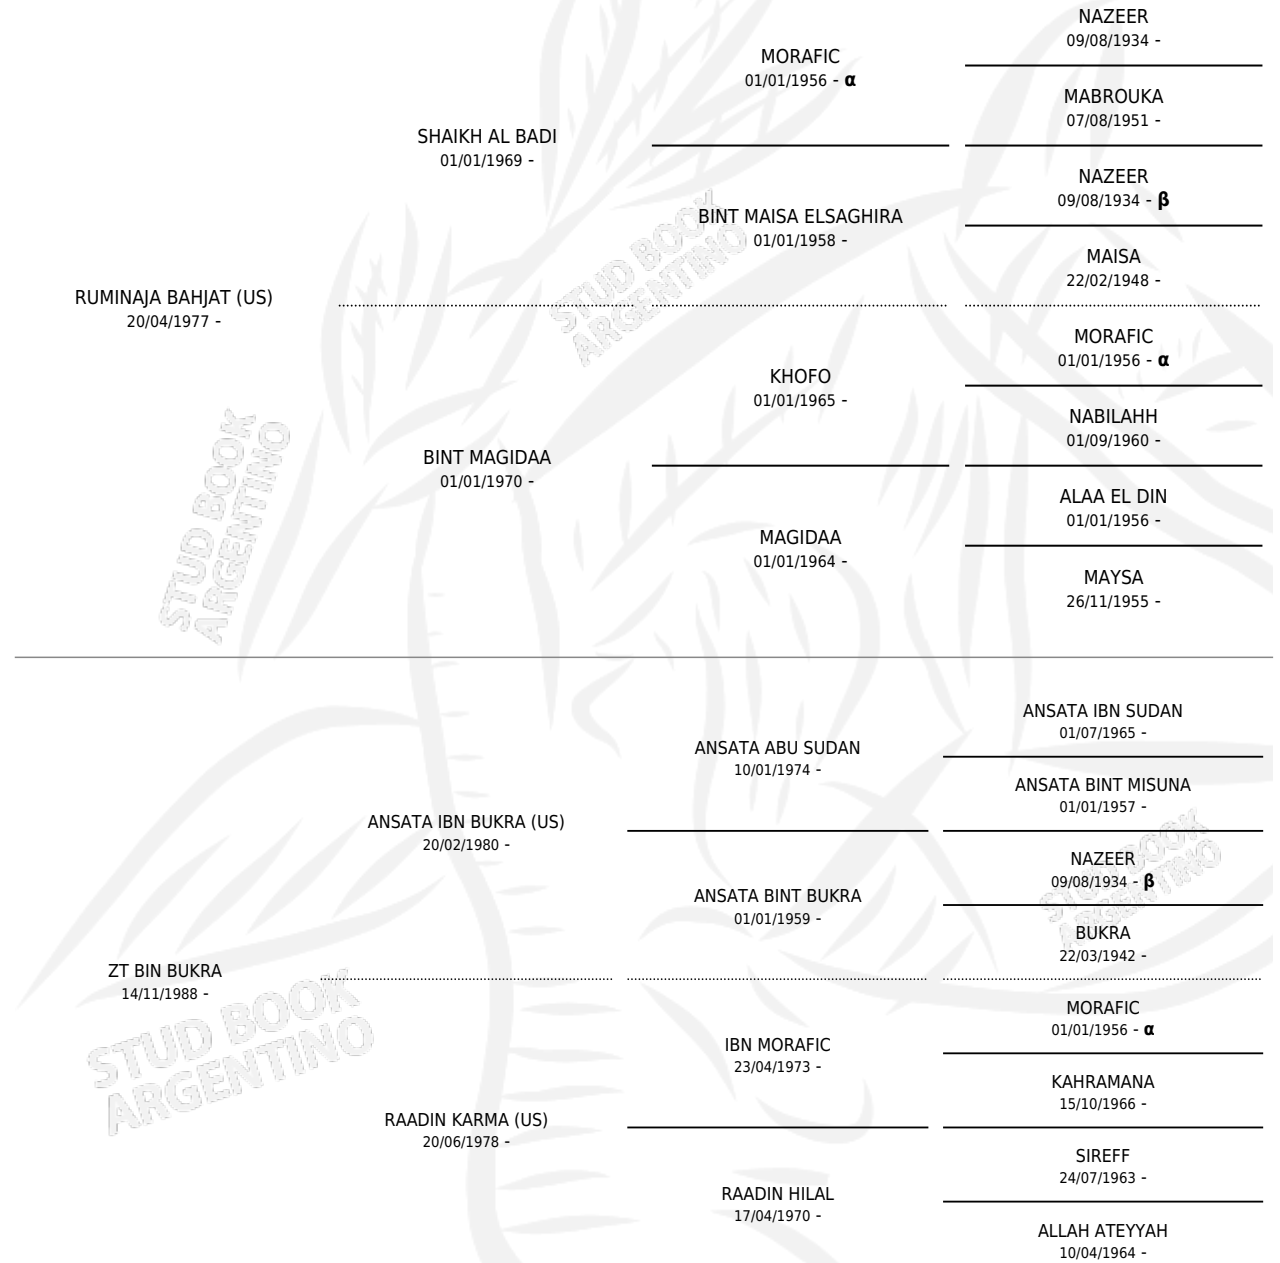 NAZEER
09/08/1934 -
MORAFIC
01/01/1956 - α
MABROUKA
07/08/1951 -
SHAIKH AL BADI
01/01/1969 -
NAZEER
09/08/1934 - β
BINT MAISA ELSAGHIRA
01/01/1958 -
MAISA
22/02/1948 -
RUMINAJA BAHJAT (US)
20/04/1977 -
MORAFIC
01/01/1956 - α
KHOFO
01/01/1965 -
NABILAHH
01/09/1960 -
BINT MAGIDAA
01/01/1970 -
ALAA EL DIN
01/01/1956 -
MAGIDAA
01/01/1964 -
MAYSA
26/11/1955 -
STUD BOOK
ARGENTINO
STUD BOOK
ARGENTINO
ANSATA IBN SUDAN
01/07/1965 -
ANSATA ABU SUDAN
10/01/1974 -
ANSATA BINT MISUNA
01/01/1957 -
ANSATA IBN BUKRA (US)
20/02/1980 -
NAZEER
09/08/1934 - β
ANSATA BINT BUKRA
01/01/1959 -
BUKRA
22/03/1942 -
ZT BIN BUKRA
14/11/1988 -
MORAFIC
01/01/1956 - α
IBN MORAFIC
23/04/1973 -
KAHRAMANA
15/10/1966 -
RAADIN KARMA (US)
20/06/1978 -
SIREFF
24/07/1963 -
RAADIN HILAL
17/04/1970 -
ALLAH ATEYYAH
10/04/1964 -
STUD BOOK
ARGENTINO
STUD BOOK
ARGENTINO